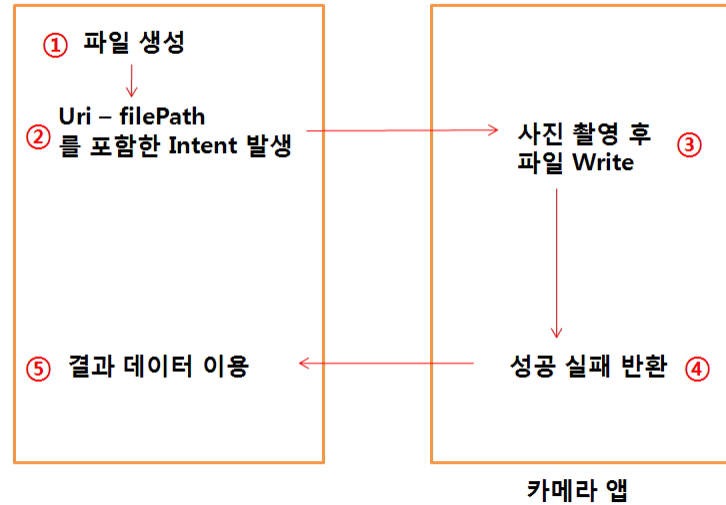 ① 파일 생성
Uri – filePath
② 를 포함한 Intent 발생
사진 촬영 후
파일 Write ③
성공 실패 반환 ④
⑤ 결과 데이터 이용
카메라 앱